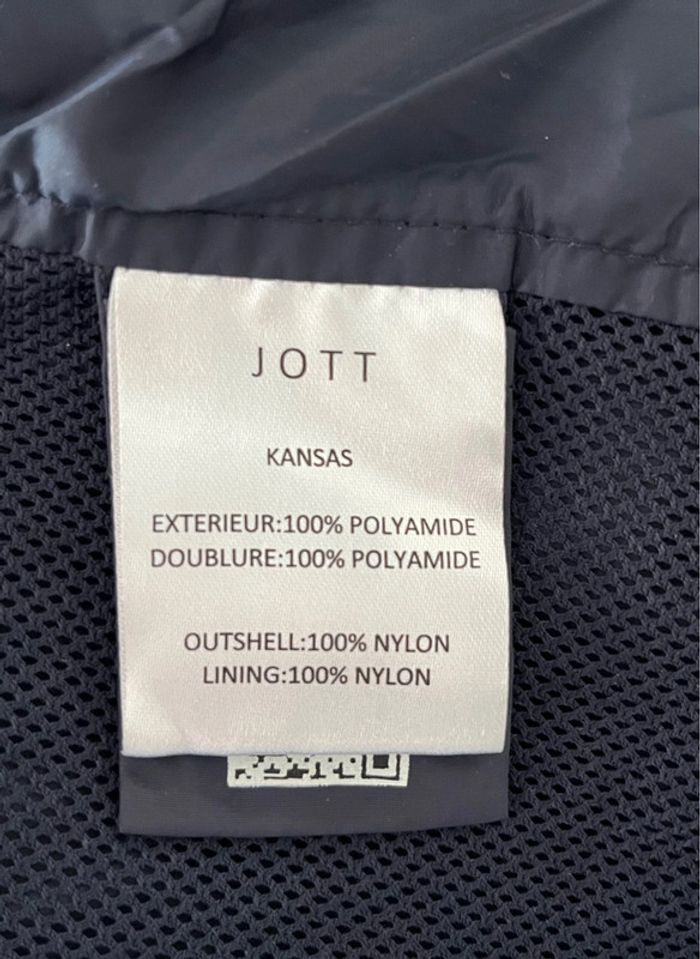 JOTT
KANSAS
EXTERIEUR:100% POLYAMIDE
DOUBLURE:100% POLYAMIDE
OUTSHELL:100% NYLON
LINING:100% NYLON